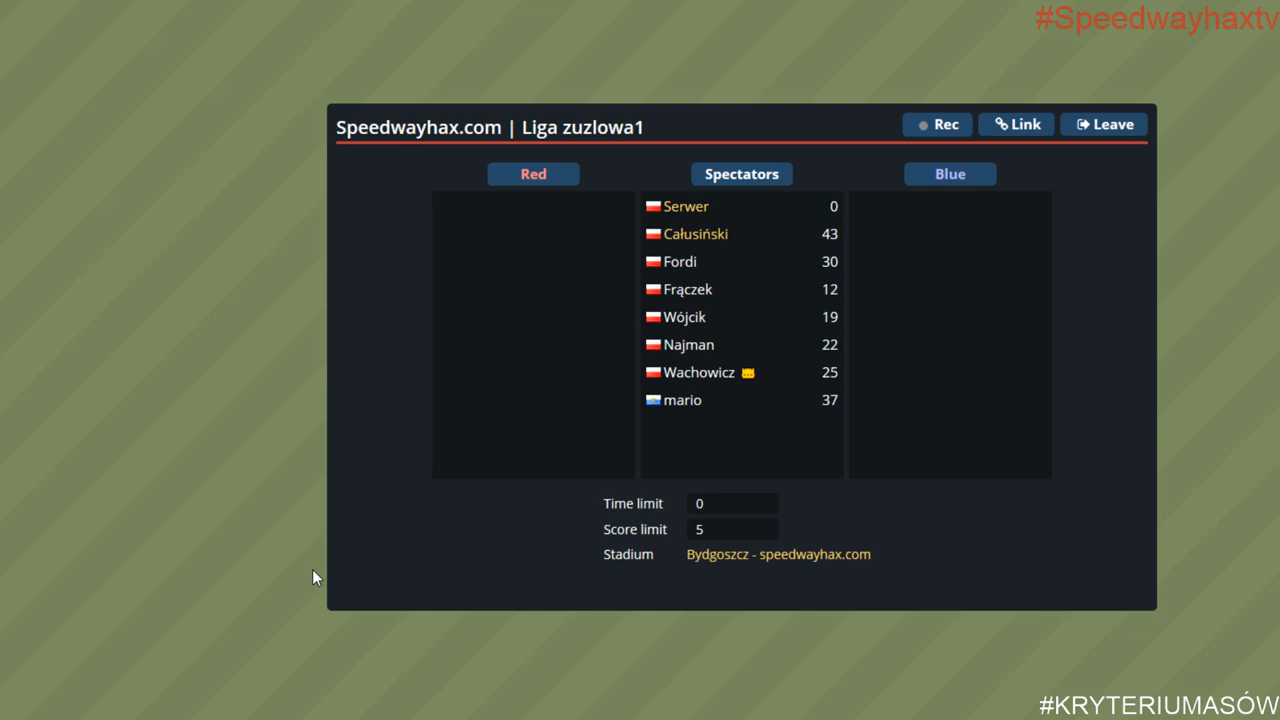 #Speedwayhaxtv
Speedwayhax.com | Liga zuzlowa1
Rec
Link
Leave
Red
Spectators
Blue
Serwer 0
Całusiński 43
Fordi 30
Frączek 12
Wójcik 19
Najman 22
Wachowicz 25
mario 37
Time limit 0
Score limit 5
Stadium Bydgoszcz - speedwayhax.com
#KRYTERIUMASÓW